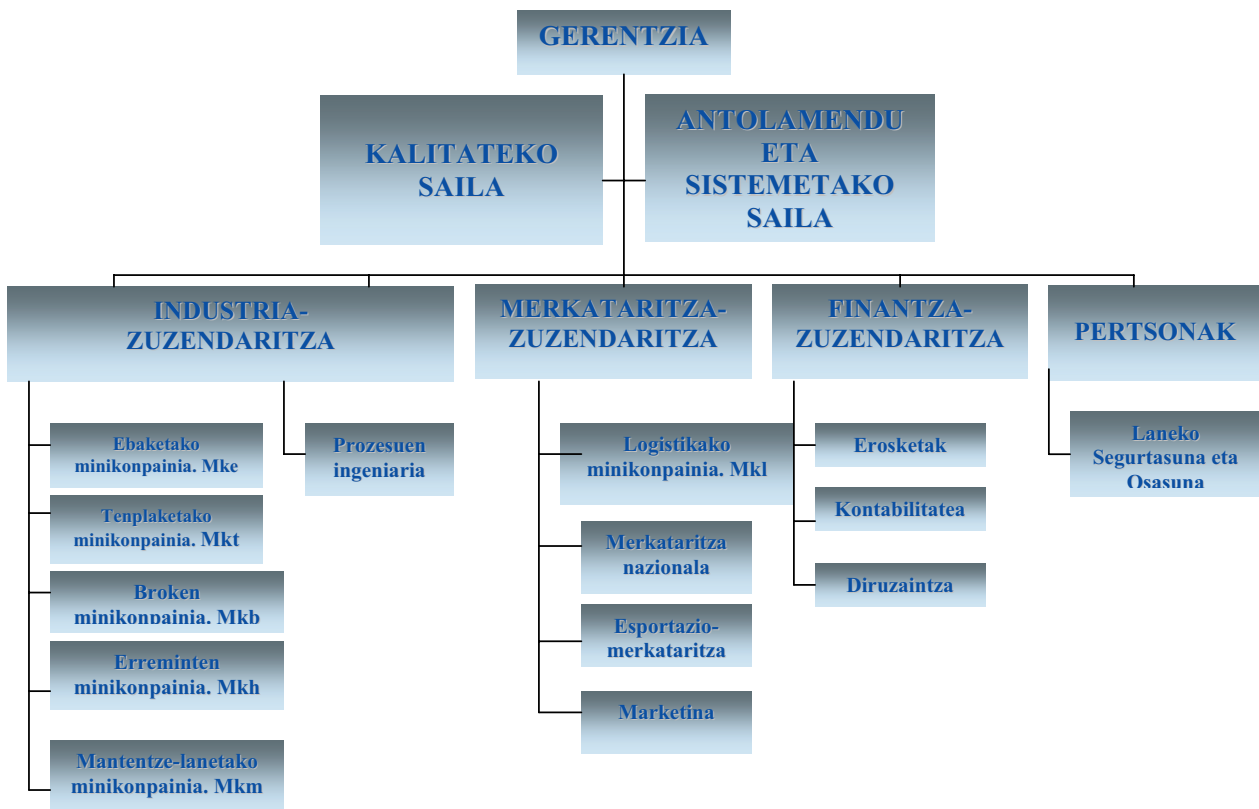 GERENTZIA
KALITATEKO
SAILA
ANTOLAMENDU
ETA
SISTEMETAKO
SAILA
INDUSTRIA-
ZUZENDARITZA
MERKATARITZA-
ZUZENDARITZA
FINANTZA-
ZUZENDARITZA
PERTSONAK
Ebaketako
minikonpainia. Mke
Tenplaketako
minikonpainia. Mkt
Broken
minikonpainia. Mkb
Erreminten
minikonpainia. Mkh
Mantentze-lanetako
minikonpainia. Mkm
Prozesuen
ingeniaria
Logistikako
minikonpainia. Mkl
Merkataritza
nazionala
Esportazio-
merkataritza
Marketina
Erosketak
Kontabilitatea
Diruzaintza
Laneko
Segurtasuna eta
Osasuna